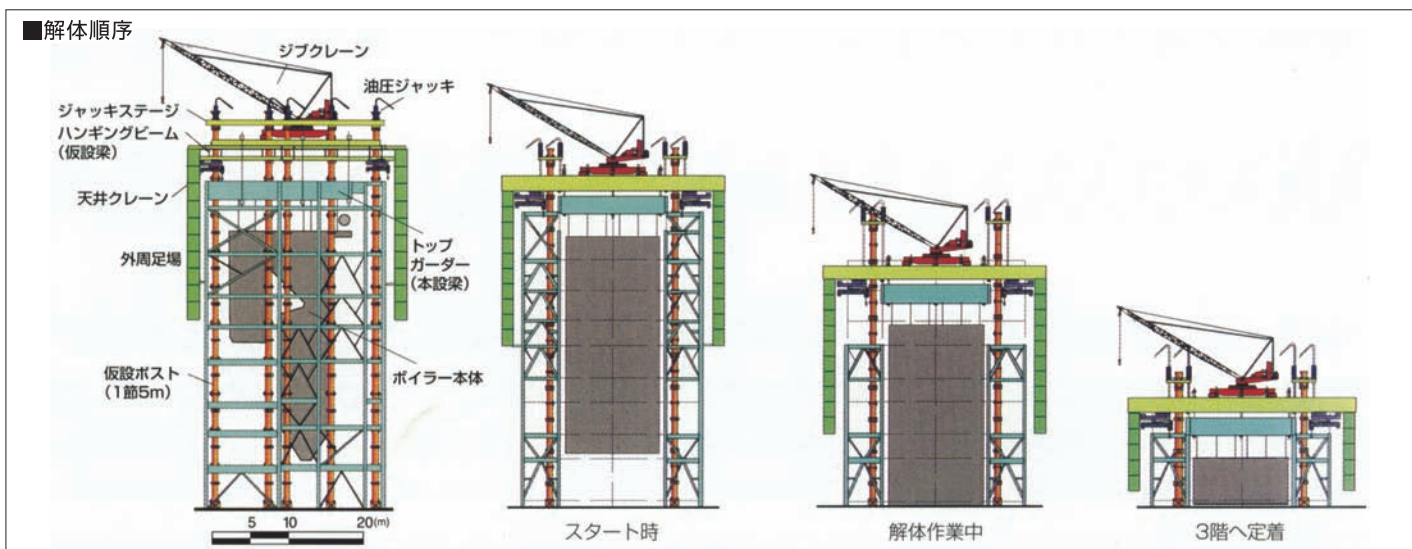 ■解体順序
ジブクレーン
油圧ジャッキ
ジャッキステージ
ハンギングビーム
(仮設梁)
天井クレーン
外周足場
トップ
ガーダー
(本設梁)
ボイラー本体
仮設ポスト
(1節5m)
5 10 20(m)
スタート時
解体作業中
3階へ定着